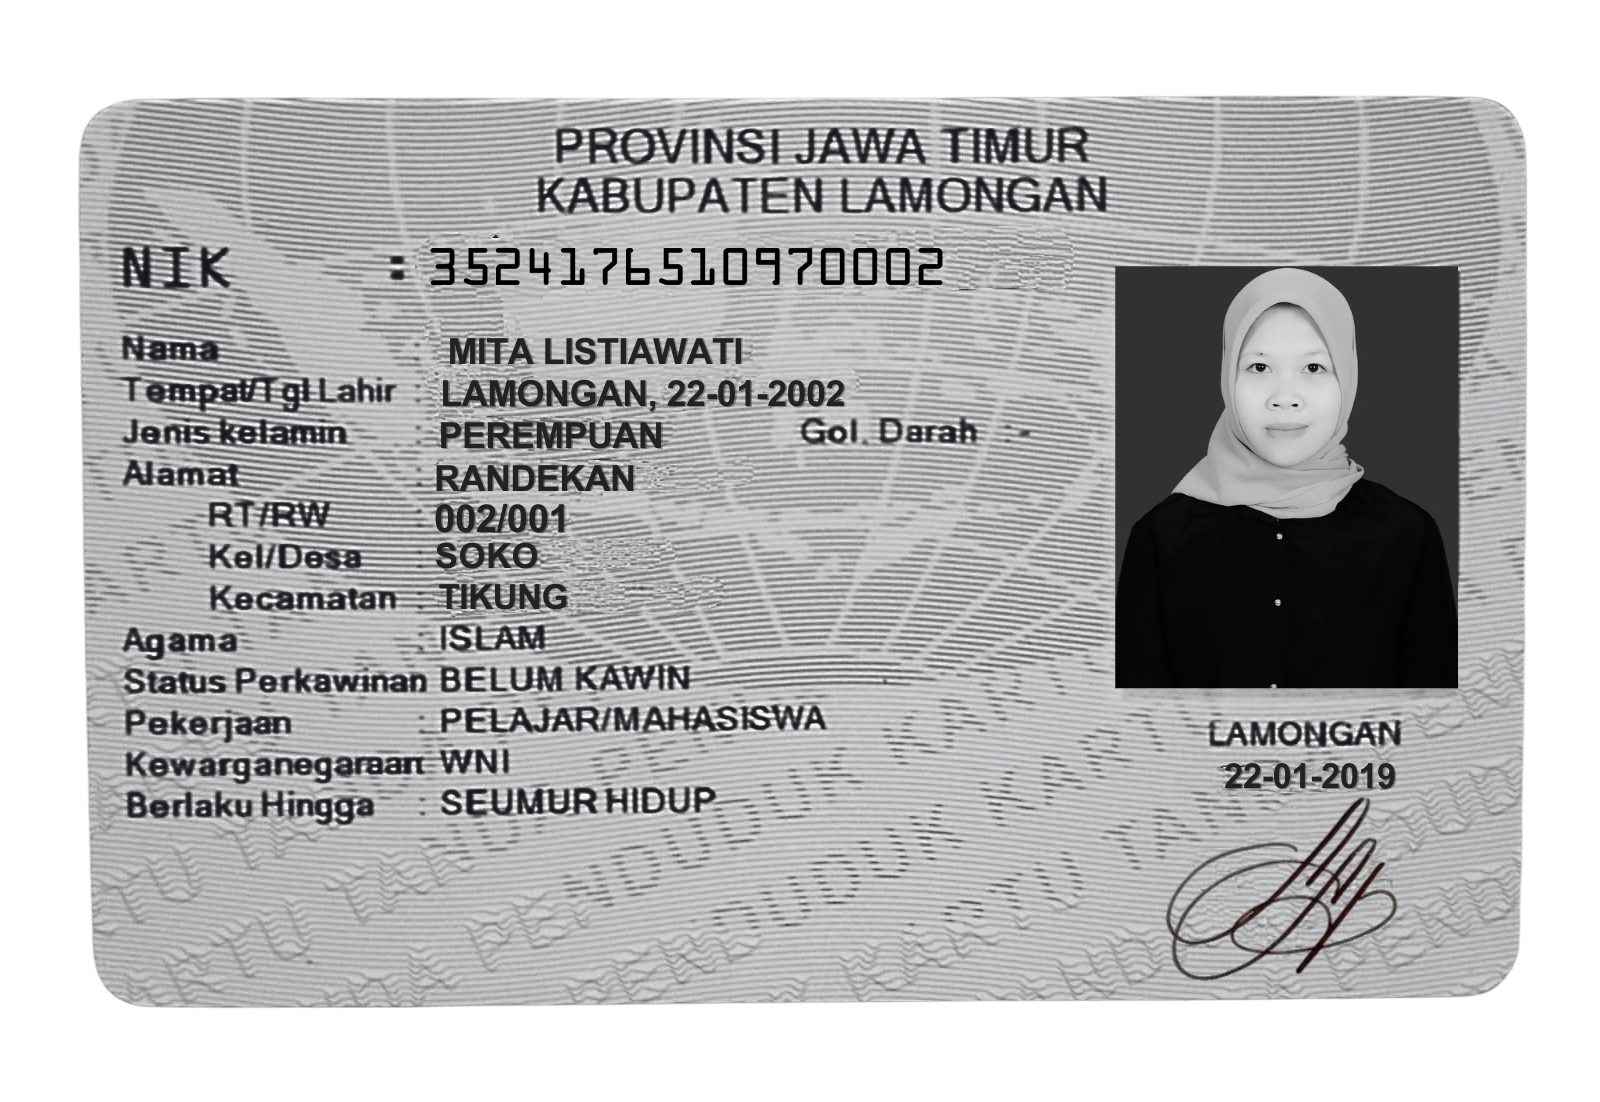 PROVINSI JAWA TIMUR
KABUPATEN LAMONGAN
NIK : 3524176510970002
Nama : MITA LISTIAWATI
Tempat/Tgl Lahir : LAMONGAN, 22-01-2002
Jenis kelamin : PEREMPUAN Gol. Darah : -
Alamat : RANDEKAN
RT/RW : 002/001
Kel/Desa : SOKO
Kecamatan : TIKUNG
Agama : ISLAM
Status Perkawinan BELUM KAWIN
Pekerjaan : PELAJAR/MAHASISWA
Kewarganegaraan : WNI
Berlaku Hingga : SEUMUR HIDUP
LAMONGAN
22-01-2019